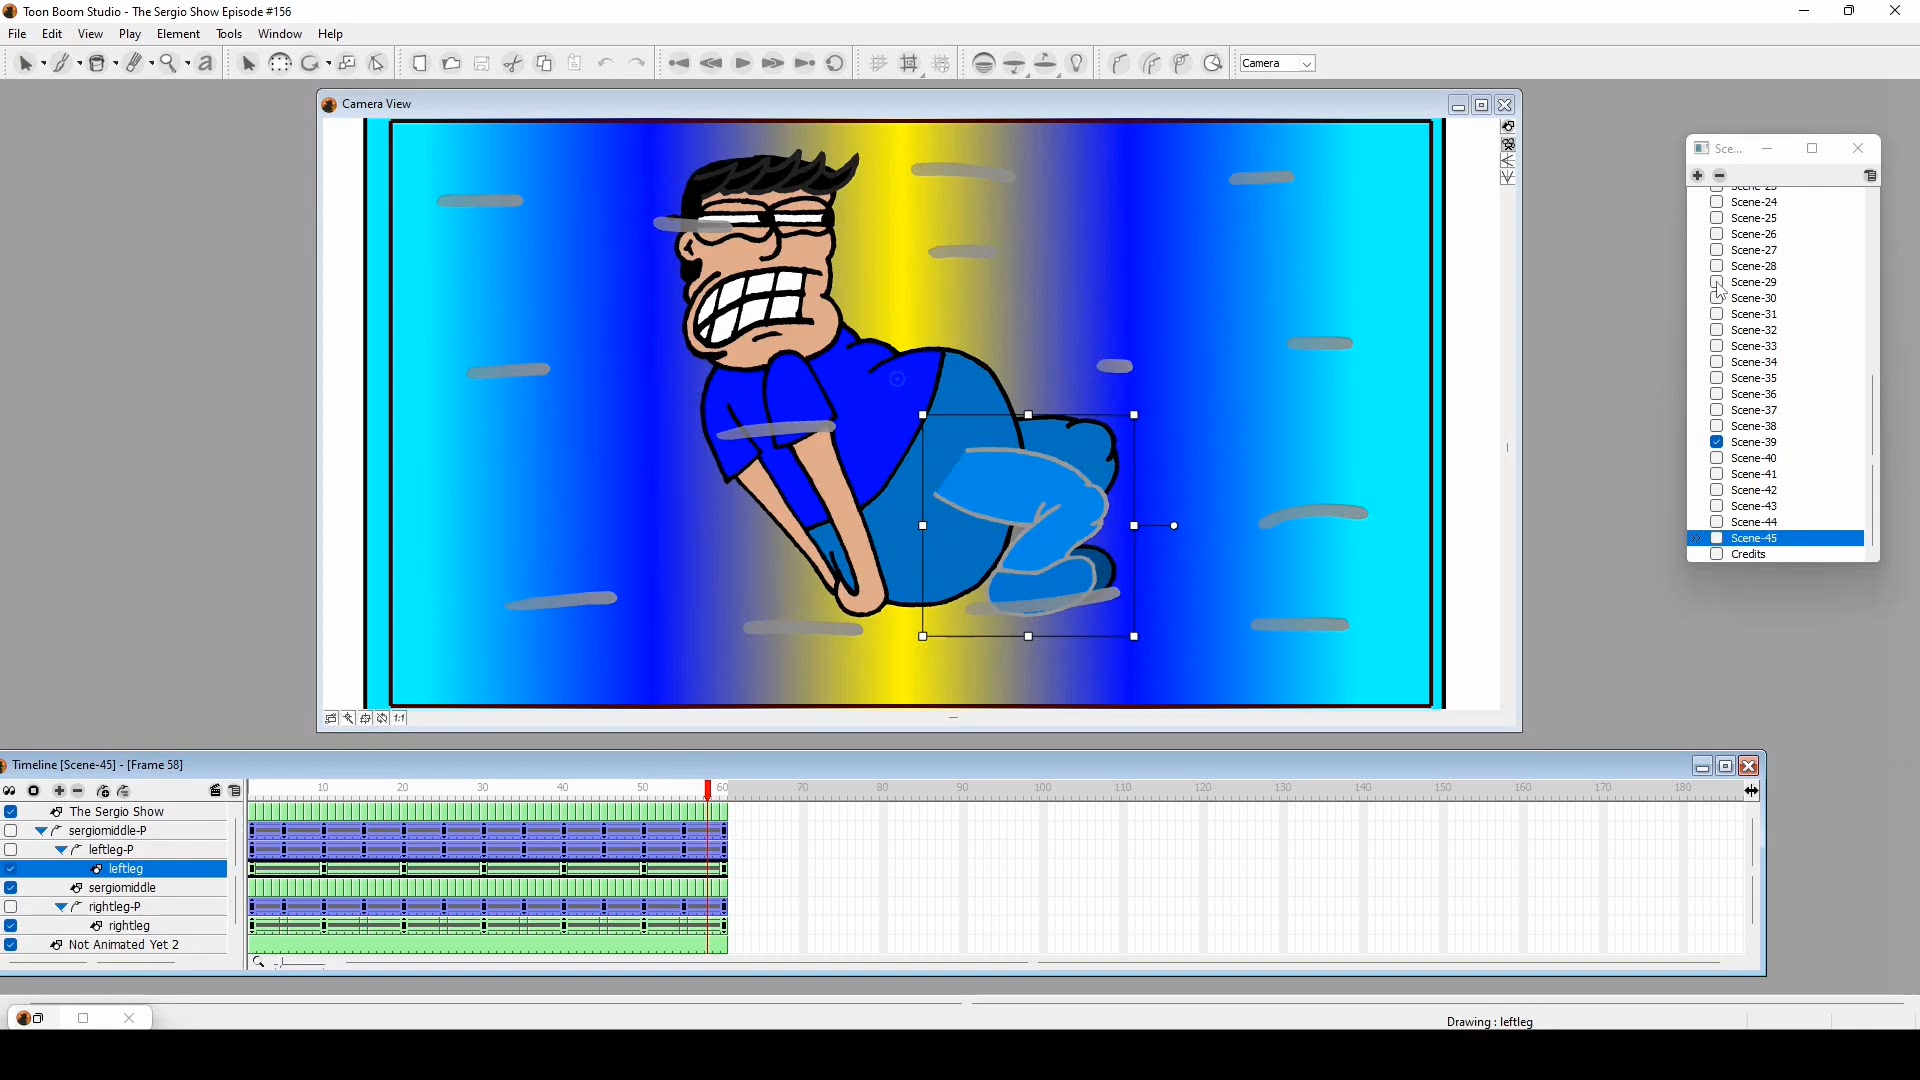 Toon Boom Studio - The Sergio Show Episode #156
File Edit View Play Element Tools Window Help
Camera
Camera View
Sce...
Scene-23
Scene-24
Scene-25
Scene-26
Scene-27
Scene-28
Scene-29
Scene-30
Scene-31
Scene-32
Scene-33
Scene-34
Scene-35
Scene-36
Scene-37
Scene-38
Scene-39
Scene-40
Scene-41
Scene-42
Scene-43
Scene-44
Scene-45
Credits
1:1
Timeline [Scene-45] - [Frame 58]
10 20 30 40 50 60 70 80 90 100 110 120 130 140 150 160 170 180
The Sergio Show
sergiomiddle-P
leftleg-P
leftleg
sergiomiddle
rightleg-P
rightleg
Not Animated Yet 2
Drawing : leftleg